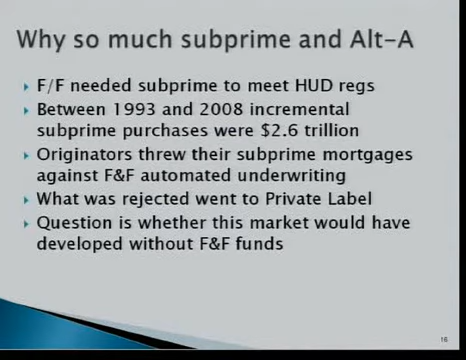 Why so much subprime and Alt-A
F/F needed subprime to meet HUD regs
Between 1993 and 2008 incremental
subprime purchases were $2.6 trillion
Originators threw their subprime mortgages
against F&F automated underwriting
What was rejected went to Private Label
Question is whether this market would have
developed without F&F funds
16